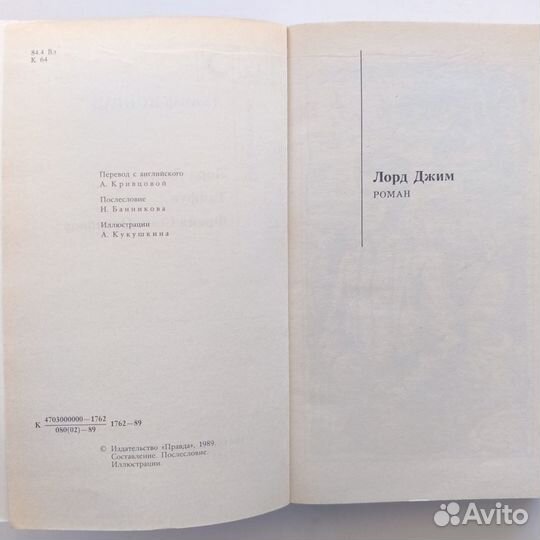 84.4 Вл
К 64
Перевод с английского
А. Кривцовой
Послесловие
Н. Банникова
Иллюстрации
А. Кукушкина
К 4703000000—1762
080(02)—89 1762—89
© Издательство «Правда», 1989.
Составление. Послесловие.
Иллюстрации.
Лорд Джим
РОМАН
Avito